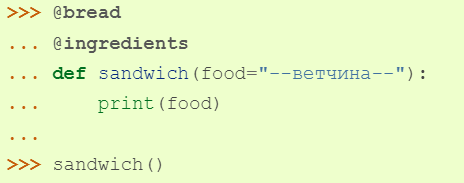 >>> @bread
... @ingredients
... def sandwich(food="--ветчина--"):
...     print(food)
...
>>> sandwich()